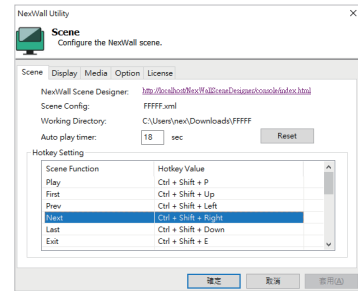 NexWall Utility
Scene
Configure the NexWall scene.
Scene Display Media Option License
NexWall Scene Designer: http://localhost/NexWallSceneDesigner/console/index.html
Scene Config: FFFFF.xml
Working Directory: C:\Users\nex\Downloads\FFFFF
Auto play timer: 18 sec Reset
Hotkey Setting
Scene Function Hotkey Value
Play Ctrl + Shift + P
First Ctrl + Shift + Up
Prev Ctrl + Shift + Left
Next Ctrl + Shift + Right
Last Ctrl + Shift + Down
Exit Ctrl + Shift + E
確定 取消 套用(A)